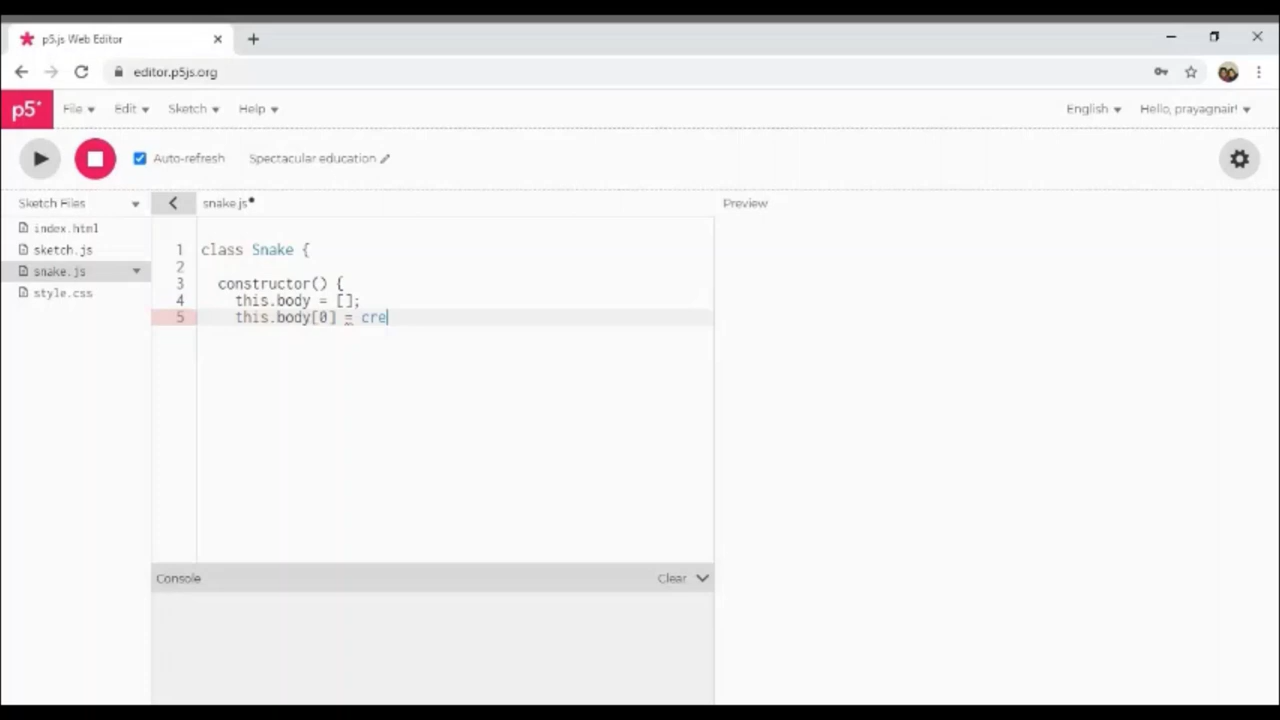 p5.js Web Editor
editor.p5js.org
p5* File Edit Sketch Help English Hello, prayagnair!
Auto-refresh Spectacular education
Sketch Files snake.js Preview
index.html
sketch.js
snake.js
style.css
1 class Snake {
2
3 constructor() {
4 this.body = [];
5 this.body[0] = cre
Console Clear